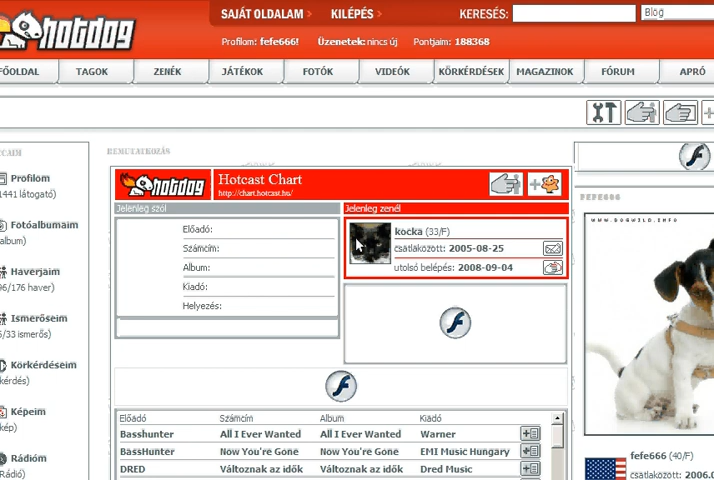 hotdog
SAJÁT OLDALAM
KILÉPÉS
KERESÉS:
Blog
Profilom: fefe666!
Üzenetek: nincs új
Pontjaim: 188368
FŐOLDAL
TAGOK
ZENÉK
JÁTÉKOK
FOTÓK
VIDEÓK
KÖRKÉRDÉSEK
MAGAZINOK
FÓRUM
APRÓ
BEMUTATKOZÁS
Profilom
1441 látogató)
Fotóalbumaim
album)
Haverjaim
96/176 haver)
Ismerőseim
5/33 ismerős)
Körkérdéseim
kérdés)
Képeim
kép)
Rádióm
Rádió)
hotdog
Hotcast Chart
http://chart.hotcast.hu/
Jelenleg szól
Előadó:
Számcím:
Album:
Kiadó:
Helyezés:
Jelenleg zenél
kocka (33/F)
csatlakozott: 2005-08-25
utolsó belépés: 2008-09-04
Előadó Számcím Album Kiadó
Basshunter All I Ever Wanted All I Ever Wanted Warner
BassHunter Now You're Gone Now You're Gone EMI Music Hungary
DRED Változnak az idők Változnak az idők Dred Music
FEFE666
WWW.DOGWILD.INFO
fefe666 (40/F)
csatlakozott: 2006.0